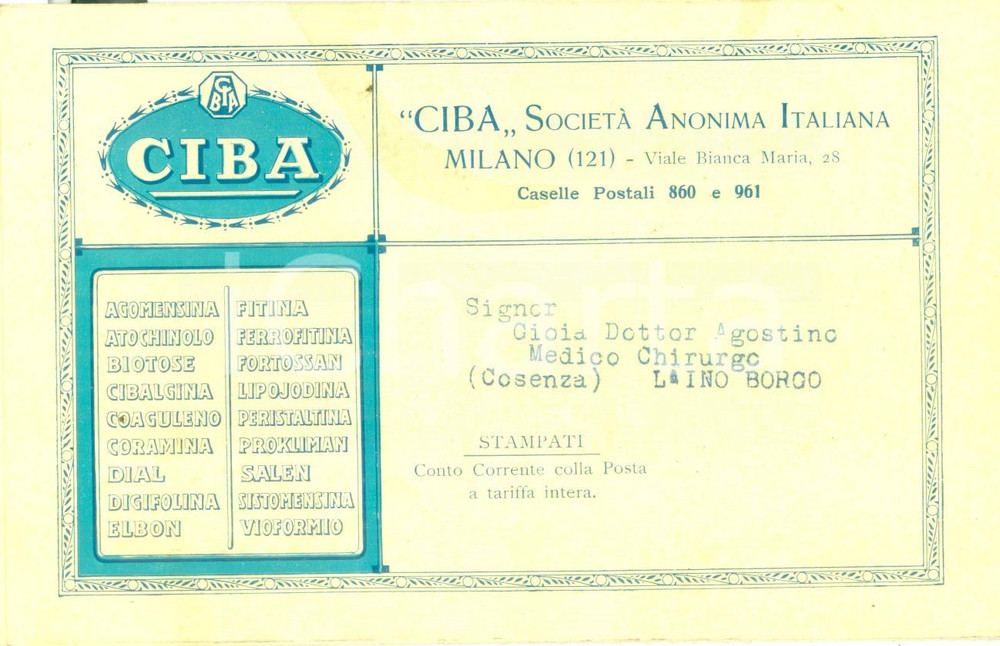 CIBA
CIBA
"CIBA„ SOCIETÀ ANONIMA ITALIANA
MILANO (121) - Viale Bianca Maria, 28
Caselle Postali 860 e 961
AGOMENSINA
ATOCHINOLO
BIOTOSE
CIBALGINA
COAGULENO
CORAMINA
DIAL
DIGIFOLINA
ELBON
FITINA
FERROFITINA
FORTOSSAN
LIPOJODINA
PERISTALTINA
PROKLIMAN
SALEN
SISTOMENSINA
VIOFORMIO
Signor
Gioia Dottor Agostino
Medico Chirurgo
(Cosenza) LAINO BORGO
STAMPATI
Conto Corrente colla Posta
a tariffa intera.